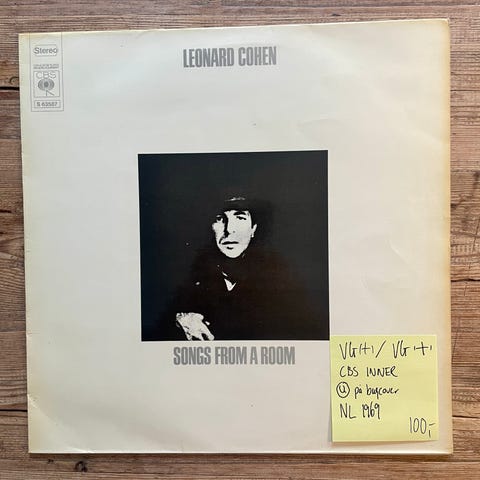 Stereo
CBS
S 63587
LEONARD COHEN
SONGS FROM A ROOM
VG(+) / VG(+)
CBS INNER
Ⓤ på bagcover
NL 1969
100,-